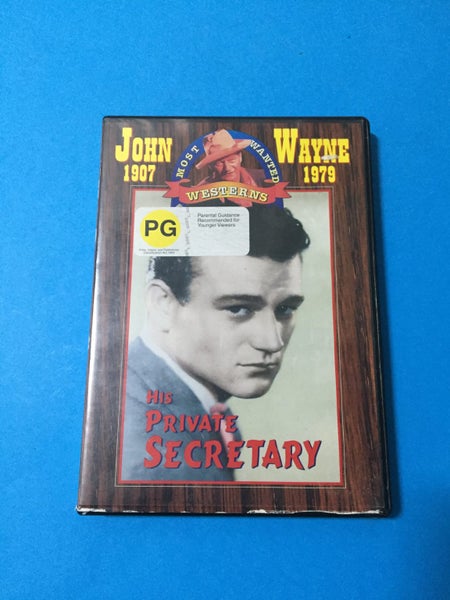 JOHN
1907
MOST WANTED
WESTERNS
WAYNE
1979
PG
Parental Guidance
Recommended for
Younger Viewers
HIS
PRIVATE
SECRETARY